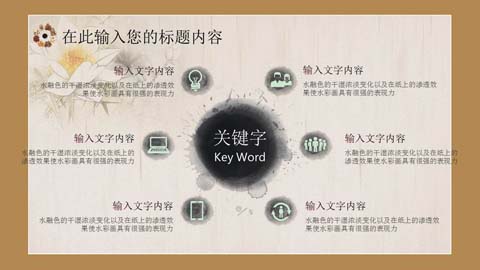 在此输入您的标题内容
输入文字内容
水融色的干湿浓淡变化以及在纸上的渗透效
果使水彩画具有很强的表现力
输入文字内容
水融色的干湿浓淡变化以及在纸上的渗透效
果使水彩画具有很强的表现力
输入文字内容
水融色的干湿浓淡变化以及在纸上的
渗透效果使水彩画具有很强的表现力
关键字
Key Word
输入文字内容
水融色的干湿浓淡变化以及在纸上的
渗透效果使水彩画具有很强的表现力
输入文字内容
水融色的干湿浓淡变化以及在纸上的渗透效
果使水彩画具有很强的表现力
输入文字内容
水融色的干湿浓淡变化以及在纸上的渗透效
果使水彩画具有很强的表现力